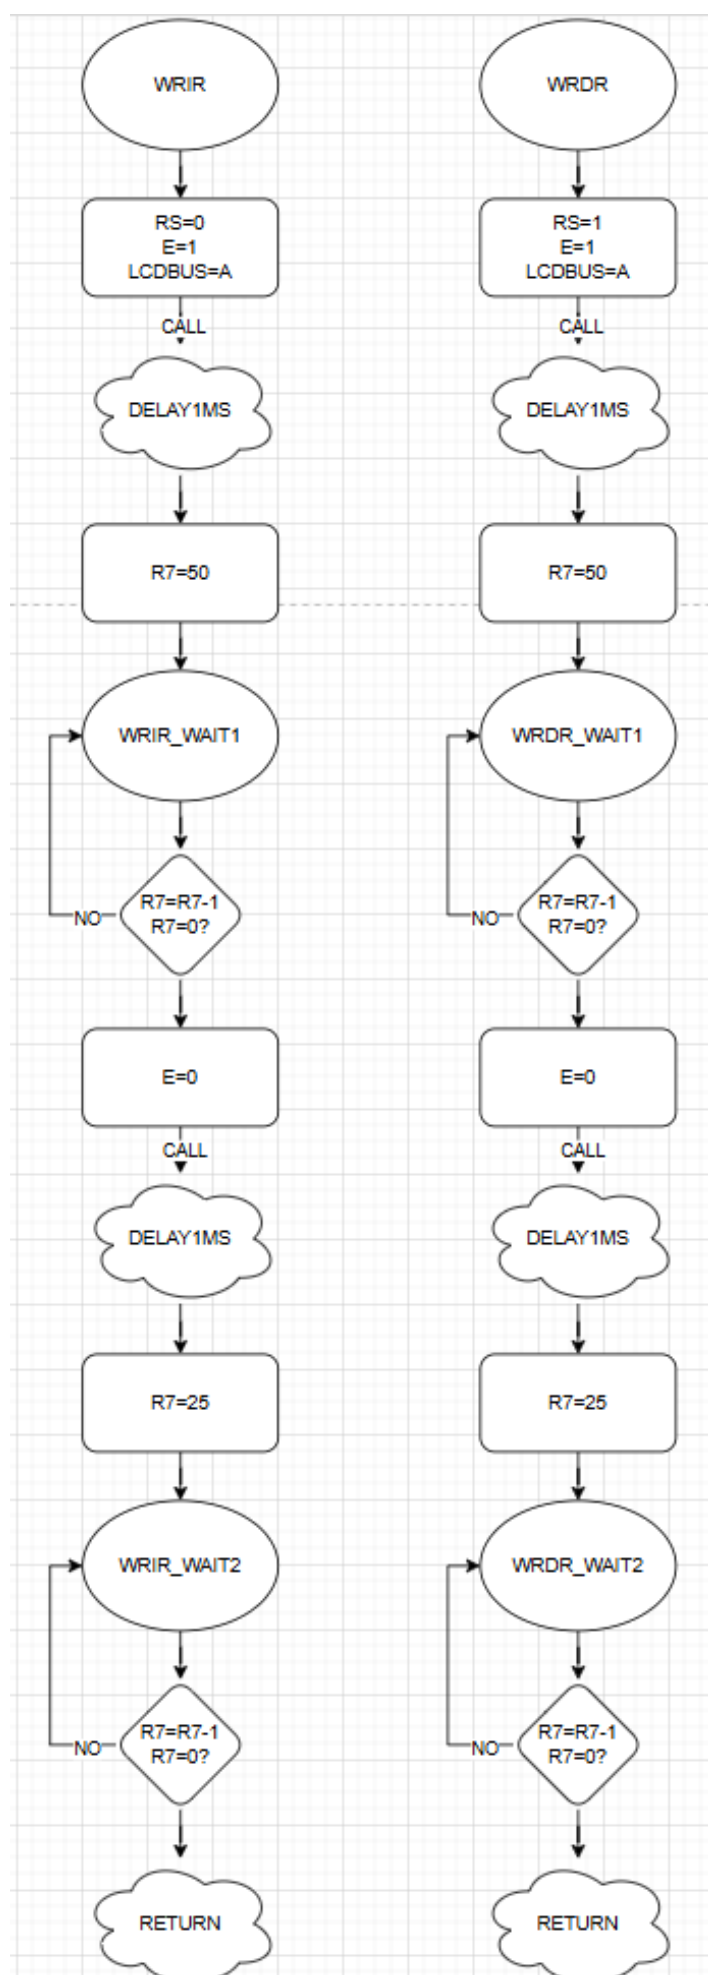 WRIR
RS=0
E=1
LCDBUS=A
CALL
DELAY1MS
R7=50
WRIR_WAIT1
R7=R7-1
R7=0?
NO
E=0
CALL
DELAY1MS
R7=25
WRIR_WAIT2
R7=R7-1
R7=0?
NO
RETURN
WRDR
RS=1
E=1
LCDBUS=A
CALL
DELAY1MS
R7=50
WRDR_WAIT1
R7=R7-1
R7=0?
NO
E=0
CALL
DELAY1MS
R7=25
WRDR_WAIT2
R7=R7-1
R7=0?
NO
RETURN